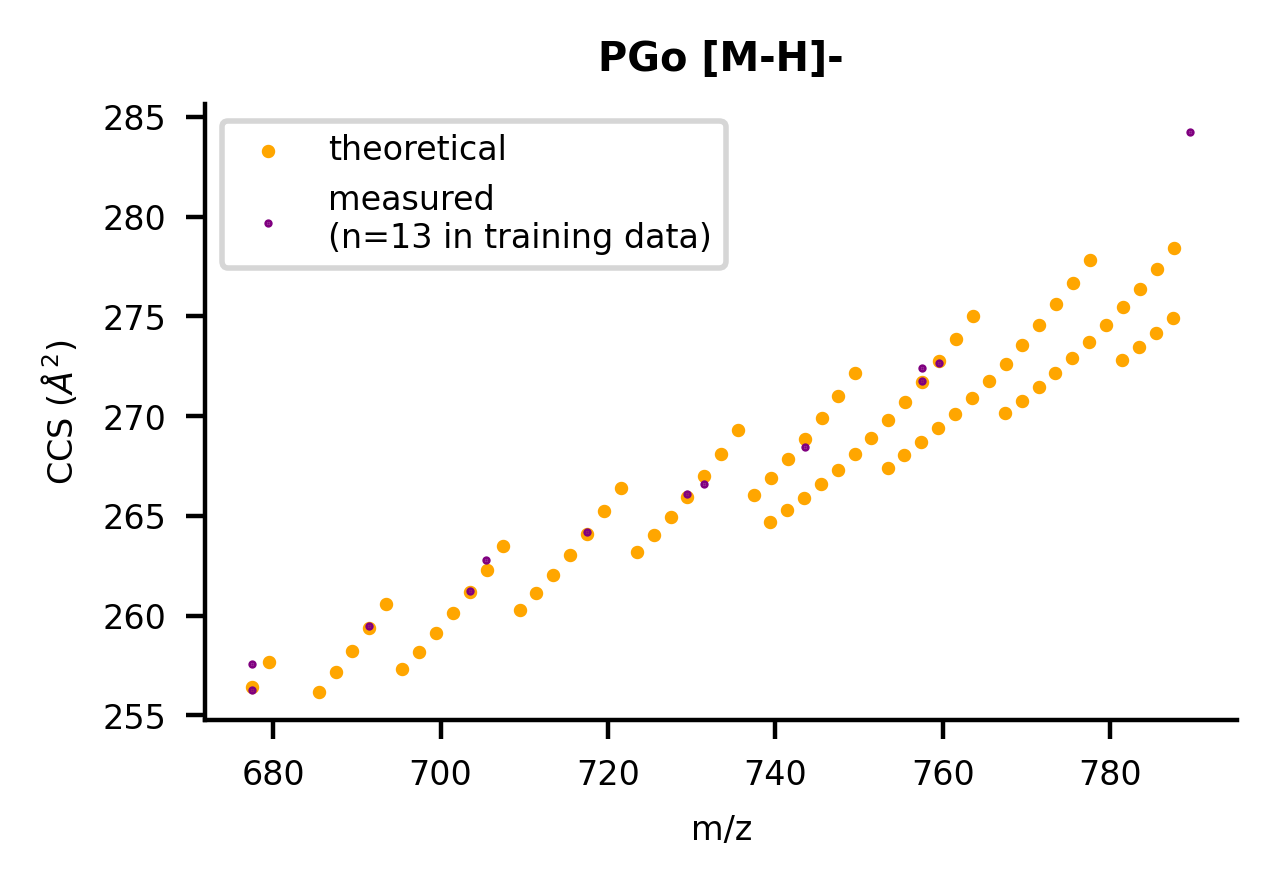 PGo [M-H]-
285
280
275
270
265
260
255
CCS (Å²)
theoretical
measured
(n=13 in training data)
680
700
720
740
760
780
m/z